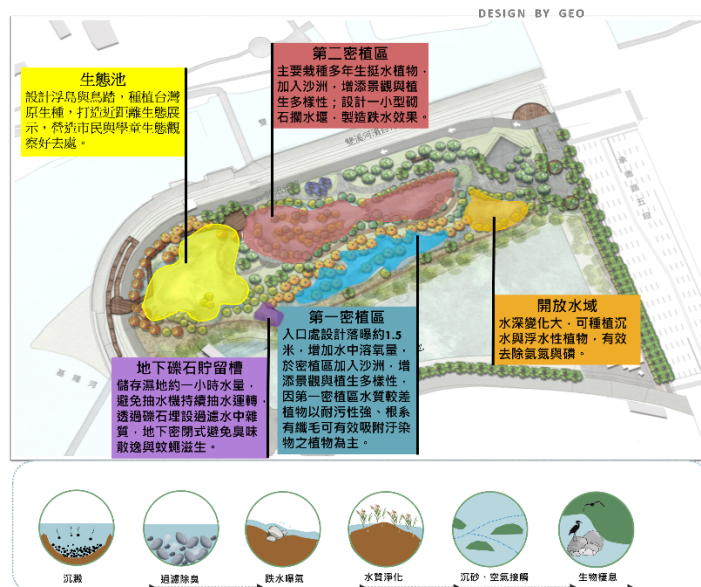 DESIGN BY GEO
第二密植區
主要栽種多年生挺水植物，
加入沙洲，增添景觀與植
生多樣性；設計一小型砌
石攔水堰，製造跌水效果。
生態池
設計浮島與鳥踏，種植台灣
原生種，打造近距離生態展
示，營造市民與學童生態觀
察好去處。
雙溪河濱
承德路五段
基隆河
開放水域
水深變化大，可種植沉
水與浮水性植物，有效
去除氨氮與磷。
第一密植區
入口處設計落曝約1.5
米，增加水中溶氧量，
於密植區加入沙洲，增
添景觀與植生多樣性，
因第一密植區水質較差
植物以耐污性強、根系
有纖毛可有效吸附汙染
物之植物為主。
地下礫石貯留槽
儲存濕地約一小時水量，
避免抽水機持續抽水運轉，
透過礫石埋設過濾水中雜
質，地下密閉式避免臭味
散逸與蚊蠅滋生。
沉澱
過濾除臭
跌水曝氣
水質淨化
沉砂、空氣接觸
生物棲息